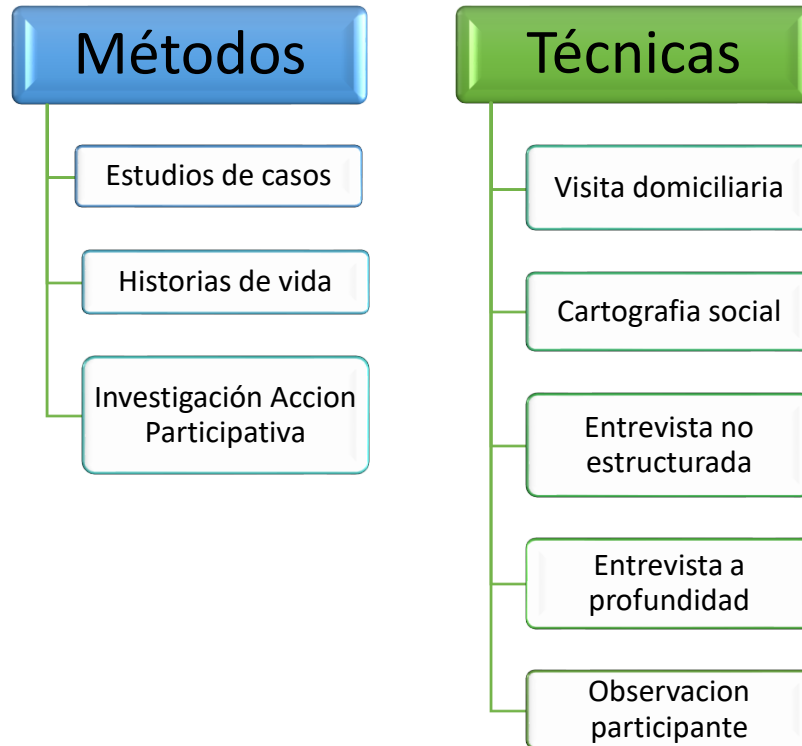 Métodos
Estudios de casos
Historias de vida
Investigación Accion
Participativa
Técnicas
Visita domiciliaria
Cartografia social
Entrevista no
estructurada
Entrevista a
profundidad
Observacion
participante